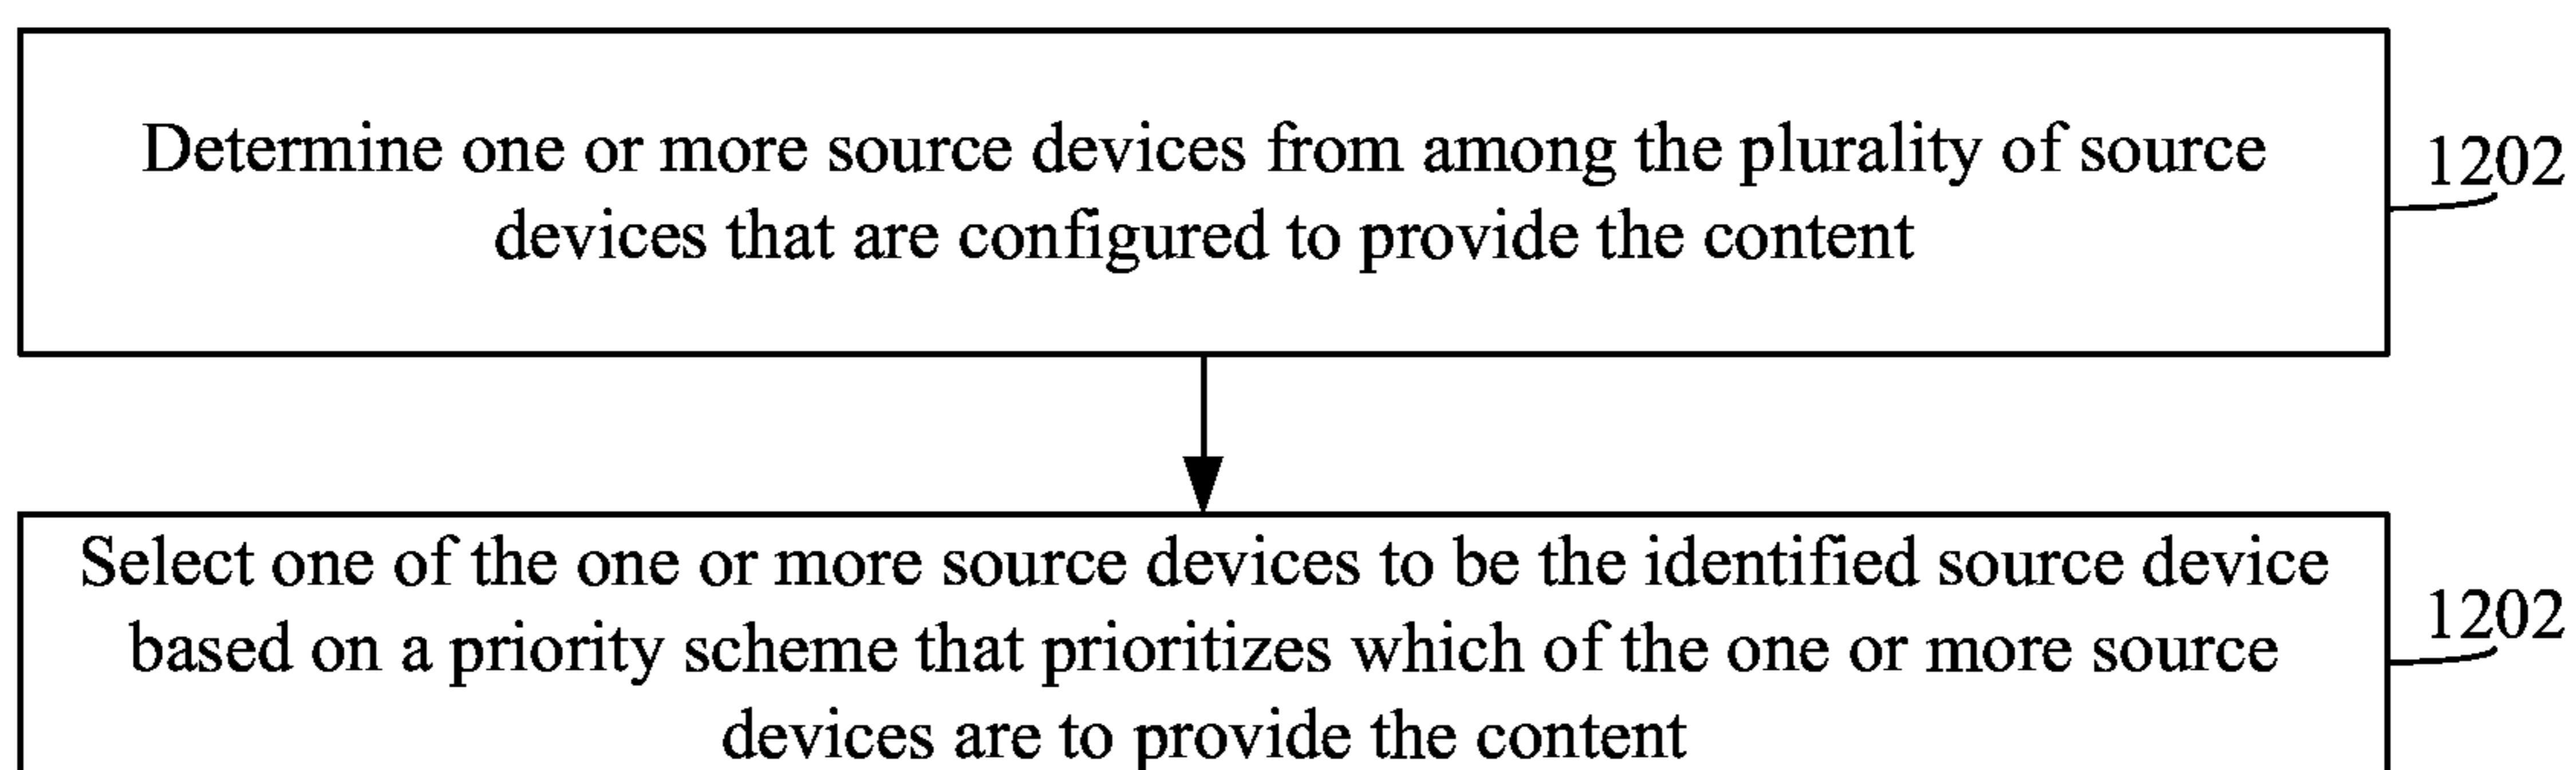 Determine one or more source devices from among the plurality of source
devices that are configured to provide the content
1202
Select one of the one or more source devices to be the identified source device
based on a priority scheme that prioritizes which of the one or more source
devices are to provide the content
1202